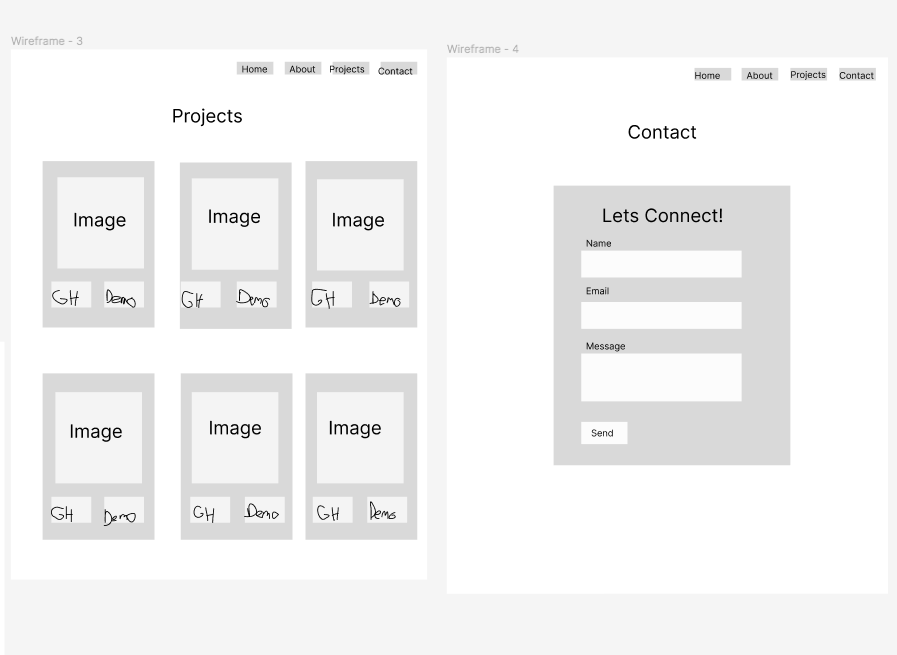 Wireframe - 3
Home About Projects Contact
Projects
Image Image Image
GH Demo GH Demo GH Demo
Image Image Image
GH Demo GH Demo GH Demo
Wireframe - 4
Home About Projects Contact
Contact
Lets Connect!
Name
Email
Message
Send